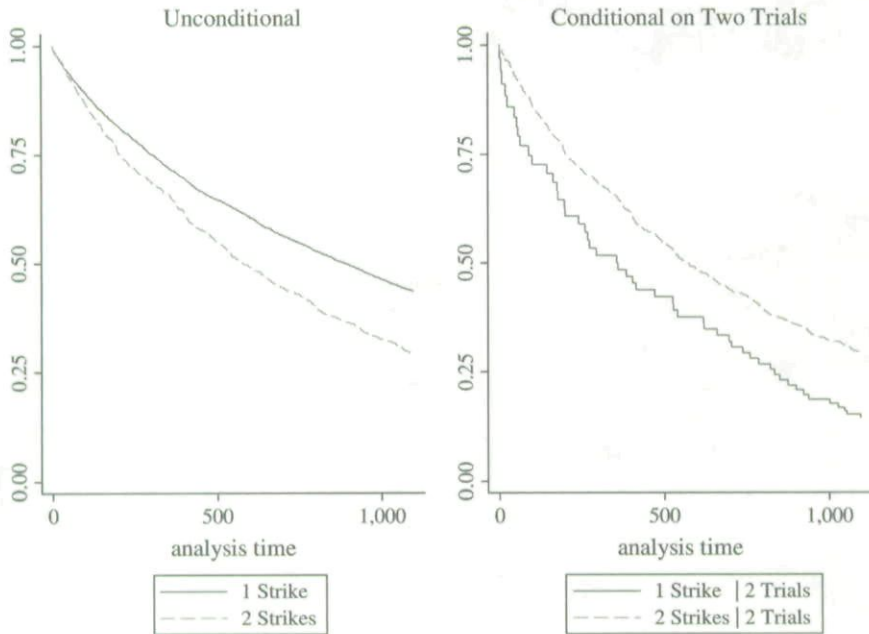 Unconditional
1.00
0.75
0.50
0.25
0.00
0
500
1,000
analysis time
1 Strike
2 Strikes
Conditional on Two Trials
1.00
0.75
0.50
0.25
0.00
0
500
1,000
analysis time
1 Strike | 2 Trials
2 Strikes | 2 Trials